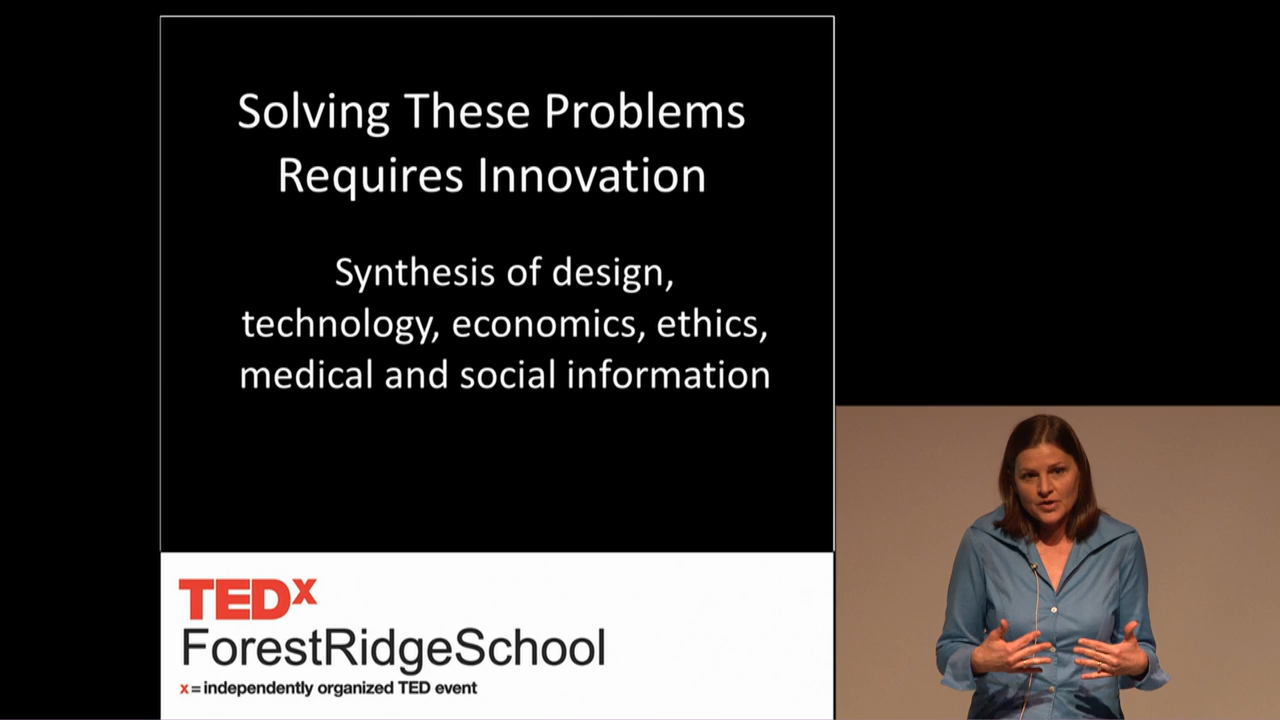 Solving These Problems
Requires Innovation
Synthesis of design,
technology, economics, ethics,
medical and social information
TEDx
ForestRidgeSchool
x = independently organized TED event